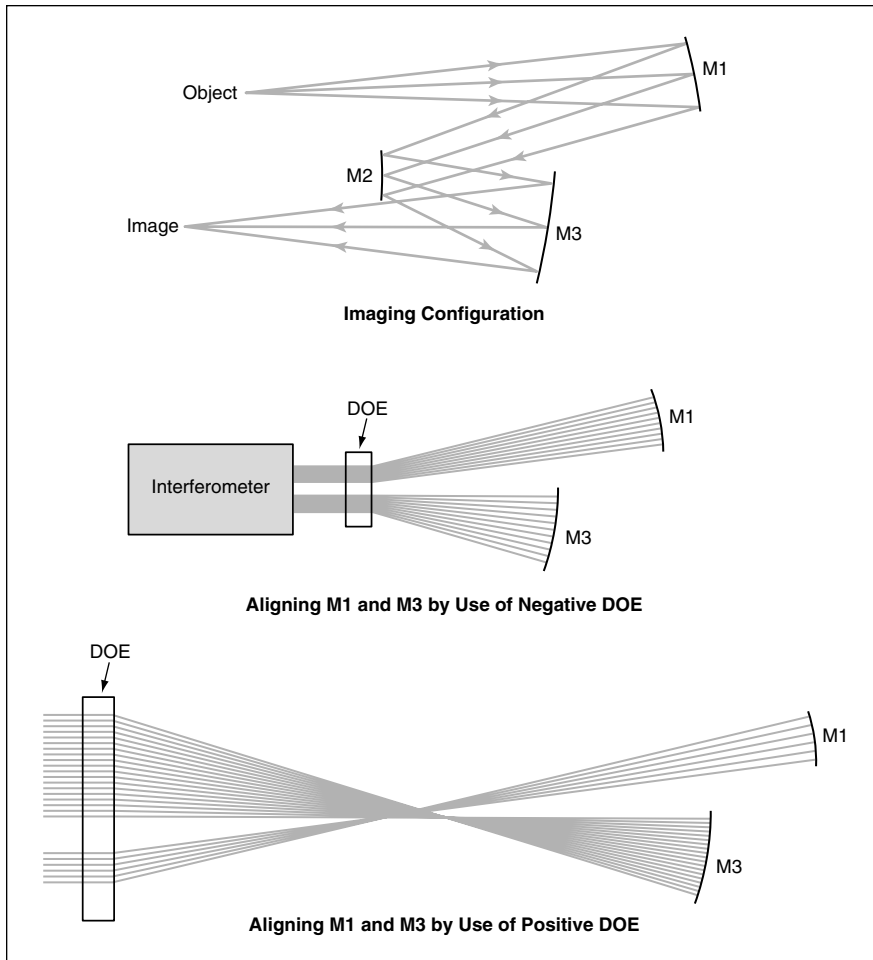 M1
Object
M2
Image
M3
Imaging Configuration
DOE
M1
Interferometer
M3
Aligning M1 and M3 by Use of Negative DOE
DOE
M1
M3
Aligning M1 and M3 by Use of Positive DOE